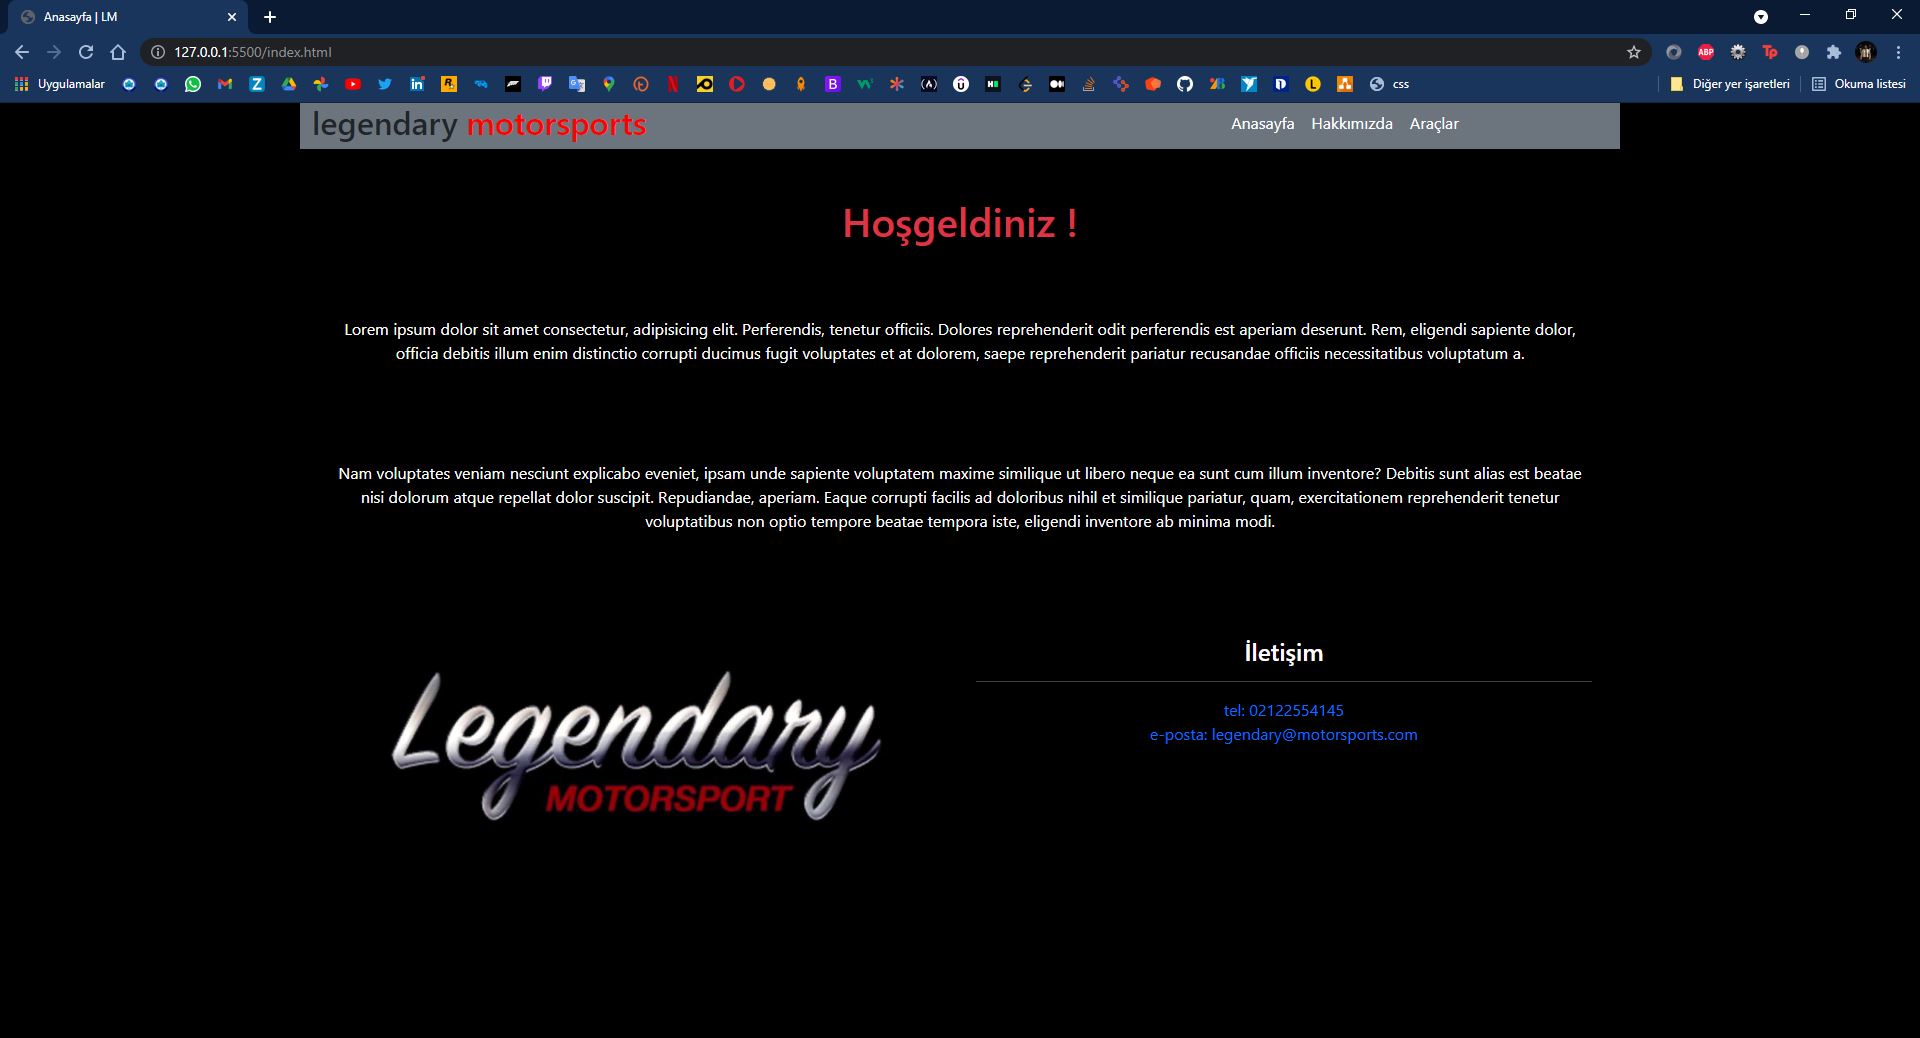 Anasayfa | LM
127.0.0.1:5500/index.html
Uygulamalar
css
Diğer yer işaretleri
Okuma listesi
legendary motorsports
Anasayfa Hakkımızda Araçlar
Hoşgeldiniz !
Lorem ipsum dolor sit amet consectetur, adipisicing elit. Perferendis, tenetur officiis. Dolores reprehenderit odit perferendis est aperiam deserunt. Rem, eligendi sapiente dolor,
officia debitis illum enim distinctio corrupti ducimus fugit voluptates et at dolorem, saepe reprehenderit pariatur recusandae officiis necessitatibus voluptatum a.
Nam voluptates veniam nesciunt explicabo eveniet, ipsam unde sapiente voluptatem maxime similique ut libero neque ea sunt cum illum inventore? Debitis sunt alias est beatae
nisi dolorum atque repellat dolor suscipit. Repudiandae, aperiam. Eaque corrupti facilis ad doloribus nihil et similique pariatur, quam, exercitationem reprehenderit tenetur
voluptatibus non optio tempore beatae tempora iste, eligendi inventore ab minima modi.
Legendary
MOTORSPORT
İletişim
tel: 02122554145
e-posta: legendary@motorsports.com